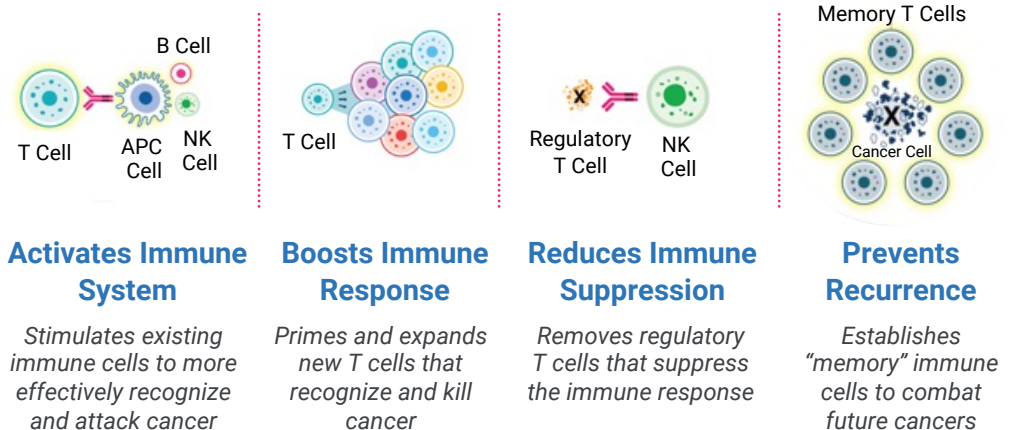 B Cell
T Cell
APC
Cell
NK
Cell
Activates Immune
System
Stimulates existing
immune cells to more
effectively recognize
and attack cancer
T Cell
Boosts Immune
Response
Primes and expands
new T cells that
recognize and kill
cancer
X
Regulatory
T Cell
NK
Cell
Reduces Immune
Suppression
Removes regulatory
T cells that suppress
the immune response
Memory T Cells
X
Cancer Cell
Prevents
Recurrence
Establishes
“memory” immune
cells to combat
future cancers